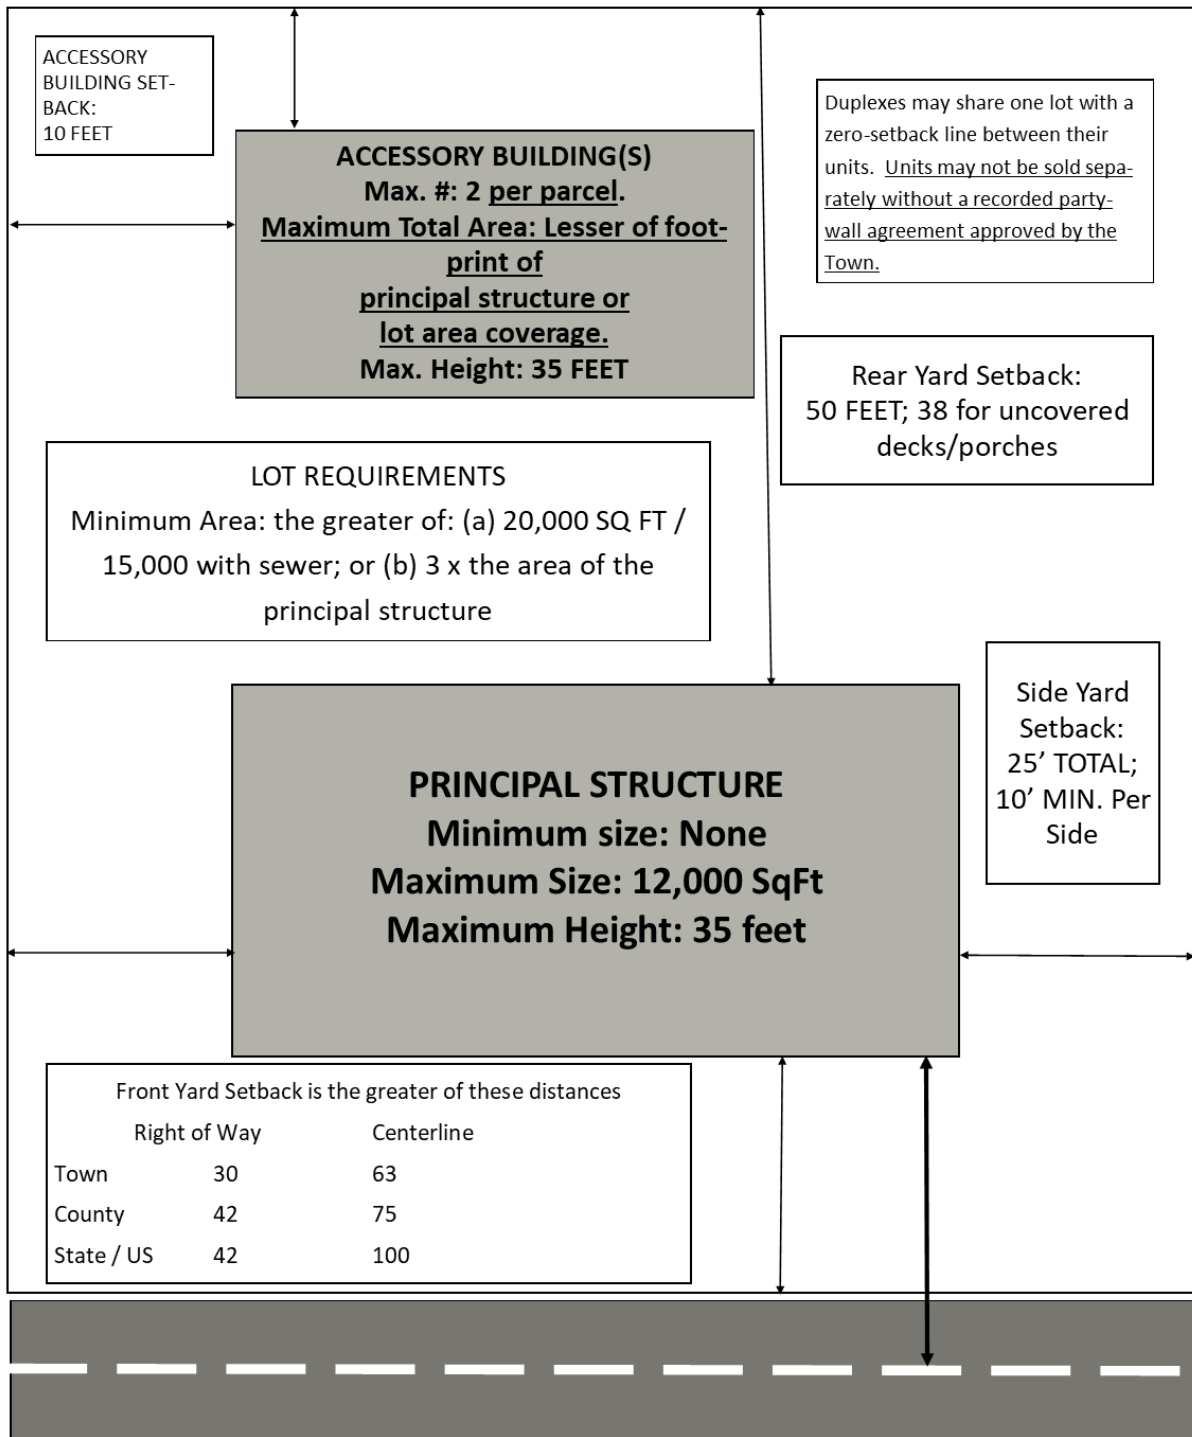 ACCESSORY
BUILDING SET-
BACK:
10 FEET
ACCESSORY BUILDING(S)
Max. #: 2 per parcel.
Maximum Total Area: Lesser of foot-
print of
principal structure or
lot area coverage.
Max. Height: 35 FEET
Duplexes may share one lot with a
zero-setback line between their
units. Units may not be sold sepa-
rately without a recorded party-
wall agreement approved by the
Town.
Rear Yard Setback:
50 FEET; 38 for uncovered
decks/porches
LOT REQUIREMENTS
Minimum Area: the greater of: (a) 20,000 SQ FT /
15,000 with sewer; or (b) 3 x the area of the
principal structure
Side Yard
Setback:
25’ TOTAL;
10’ MIN. Per
Side
PRINCIPAL STRUCTURE
Minimum size: None
Maximum Size: 12,000 SqFt
Maximum Height: 35 feet
Front Yard Setback is the greater of these distances
Right of Way Centerline
Town 30 63
County 42 75
State / US 42 100